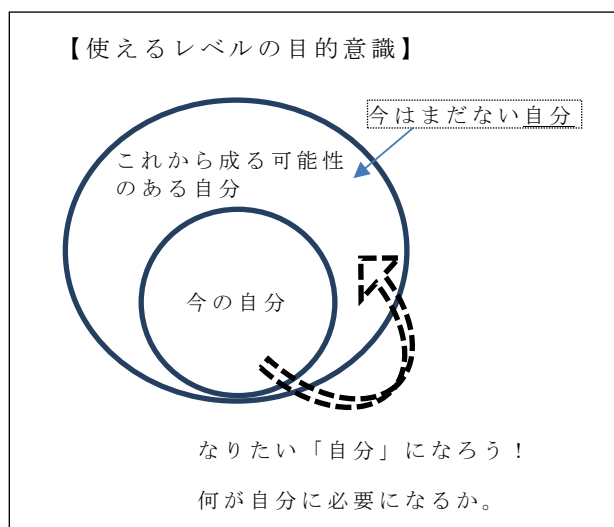 【使えるレベルの目的意識】
今はまだない自分
これから成る可能性
のある自分
今の自分
なりたい「自分」になろう！
何が自分に必要になるか。